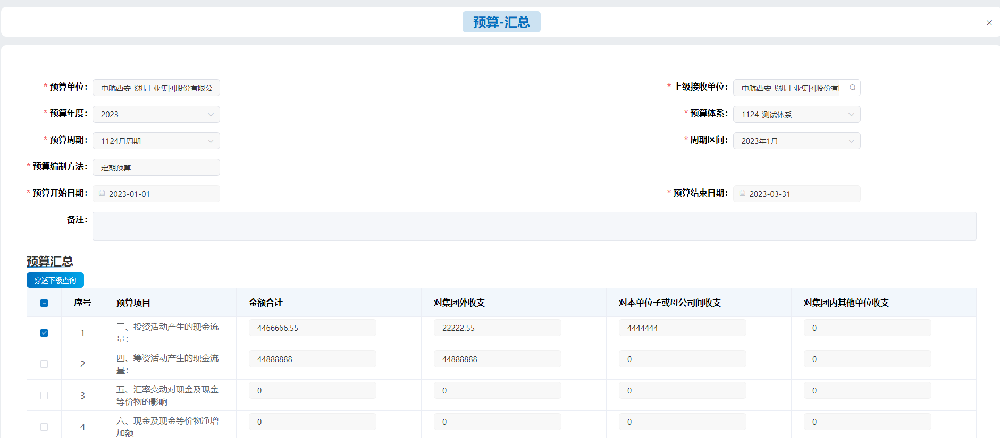 预算-汇总
* 预算单位: 中航西安飞机工业集团股份有限公
* 上级接收单位: 中航西安飞机工业集团股份有
* 预算年度: 2023
* 预算体系: 1124-测试体系
* 预算周期: 1124月周期
* 周期区间: 2023年1月
* 预算编制方法: 定期预算
* 预算开始日期: 2023-01-01
* 预算结束日期: 2023-03-31
备注:
预算汇总
穿透下级查询
序号 预算项目 金额合计 对集团外收支 对本单位子或母公司间收支 对集团内其他单位收支
1 三、投资活动产生的现金流 4466666.55 22222.55 4444444 0
量:
2 四、筹资活动产生的现金流 44888888 44888888 0 0
量:
3 五、汇率变动对现金及现金 0 0 0 0
等价物的影响
4 六、现金及现金等价物净增 0 0 0 0
加额